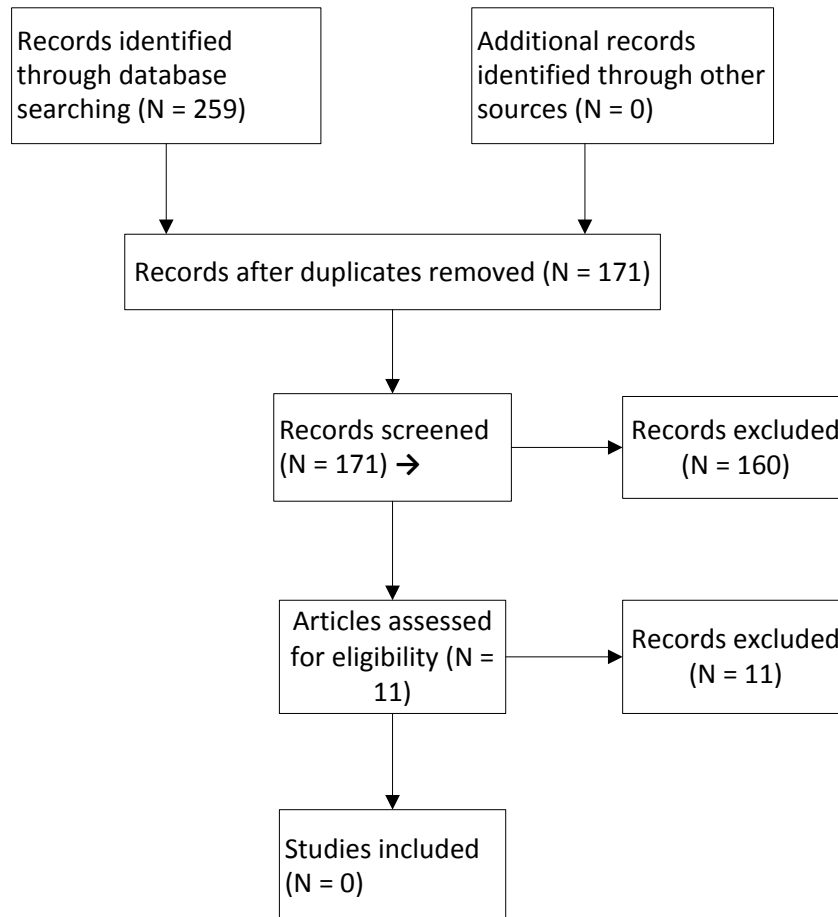 Records identified
through database
searching (N = 259)
Additional records
identified through other
sources (N = 0)
Records after duplicates removed (N = 171)
Records screened
(N = 171) →
Records excluded
(N = 160)
Articles assessed
for eligibility (N =
11)
Records excluded
(N = 11)
Studies included
(N = 0)